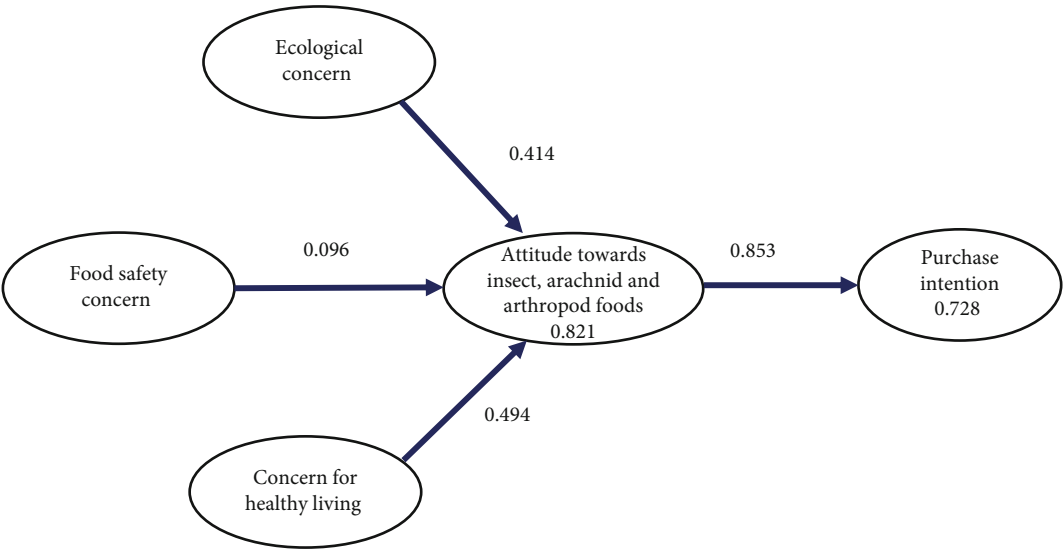 Ecological
concern
0.414
Food safety
concern
0.096
Attitude towards
insect, arachnid and
arthropod foods
0.821
0.853
Purchase
intention
0.728
0.494
Concern for
healthy living